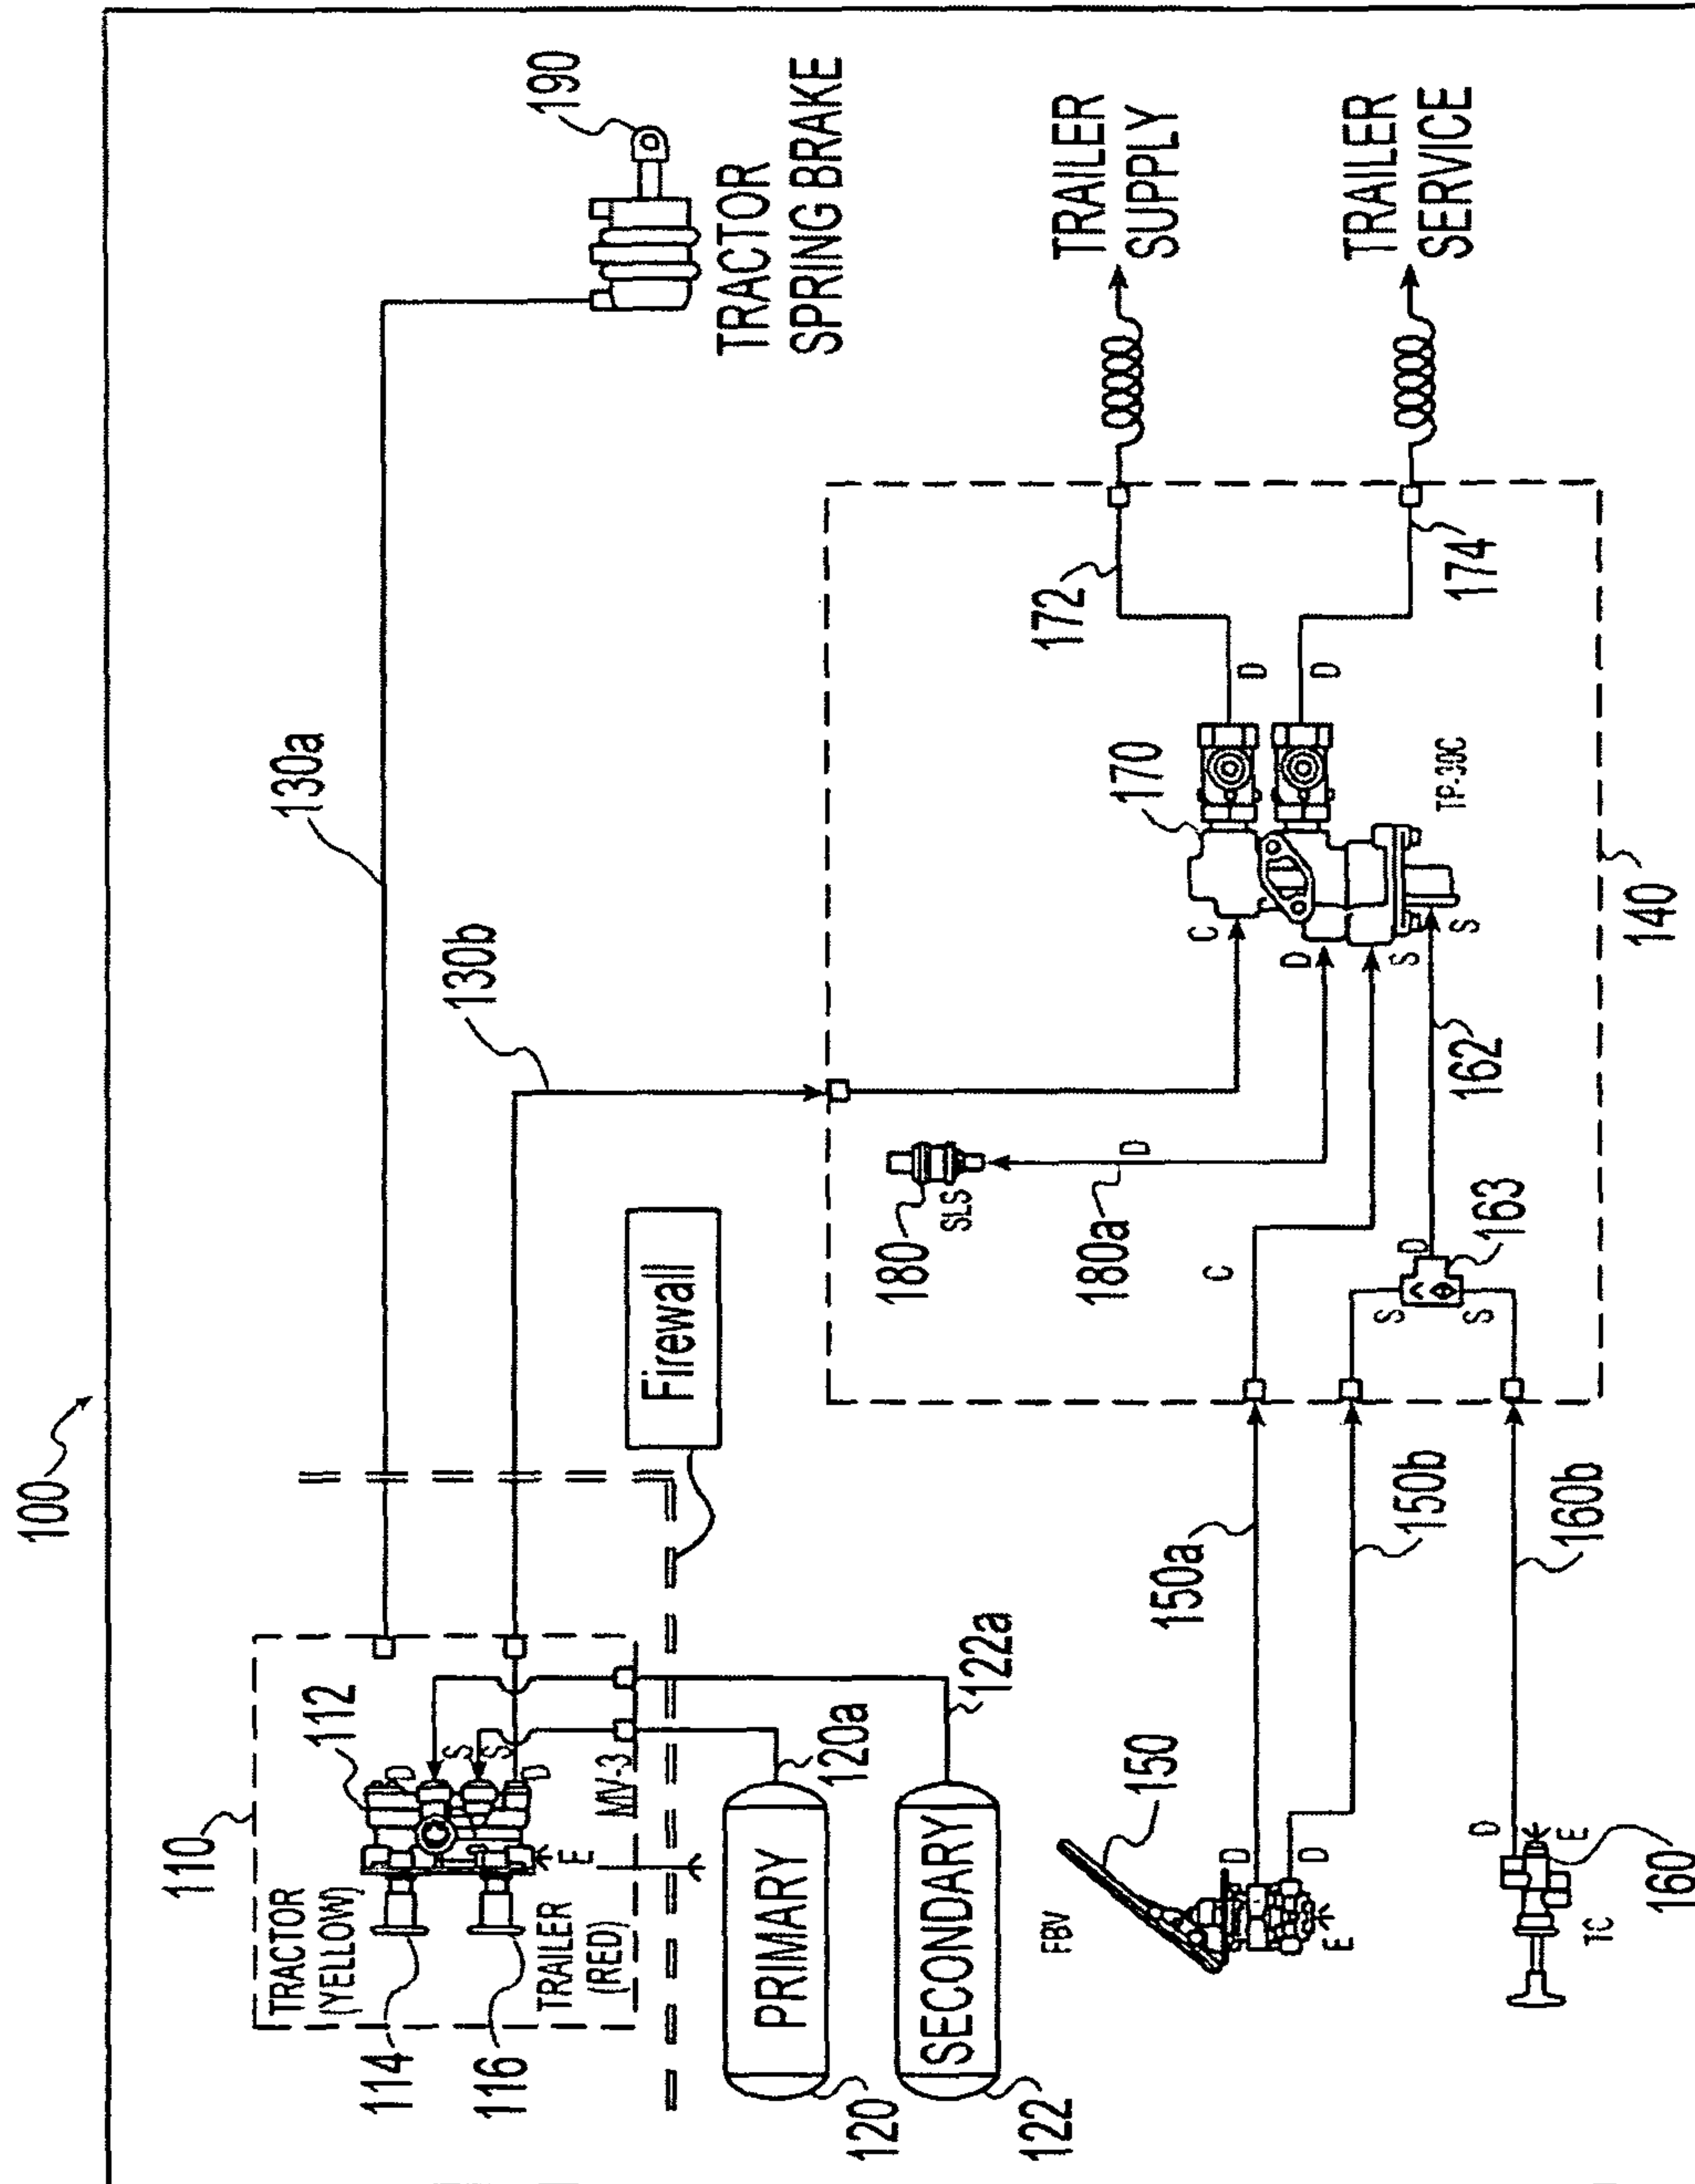 100
110
112
TRACTOR
(YELLOW)
114
116
TRAILER
(RED)
D
S
S
D
MV-3
E
130a
130b
190
TRACTOR
SPRING BRAKE
Firewall
PRIMARY
120
120a
SECONDARY
122
122a
180
SLS
180a
D
C
170
C
D
S
S
TP-30C
D
D
172
174
TRAILER
SUPPLY
TRAILER
SERVICE
140
162
163
D
S
S
FBV
150
D
D
E
150a
150b
TC
D
E
160
160b